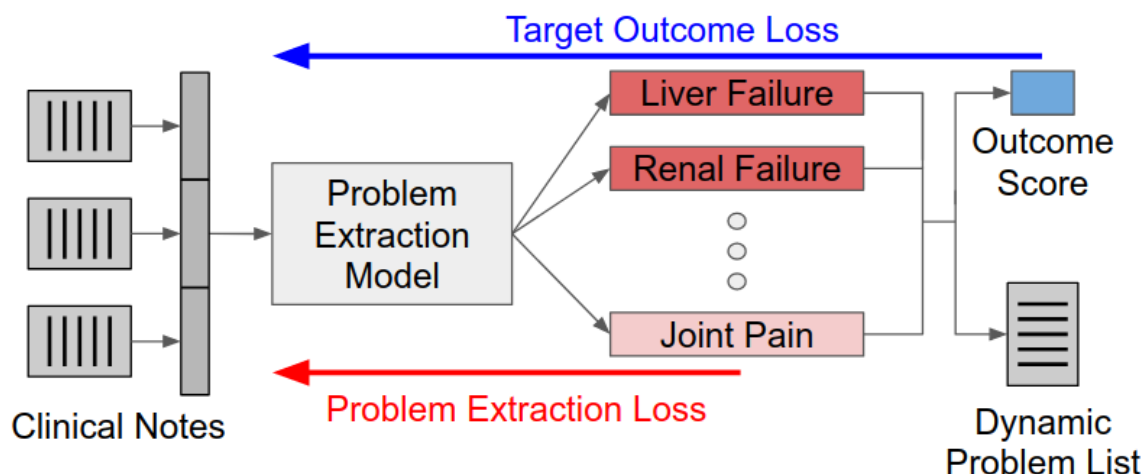 Target Outcome Loss
Liver Failure
Renal Failure
Joint Pain
Problem
Extraction
Model
Outcome
Score
Problem Extraction Loss
Clinical Notes
Dynamic
Problem List